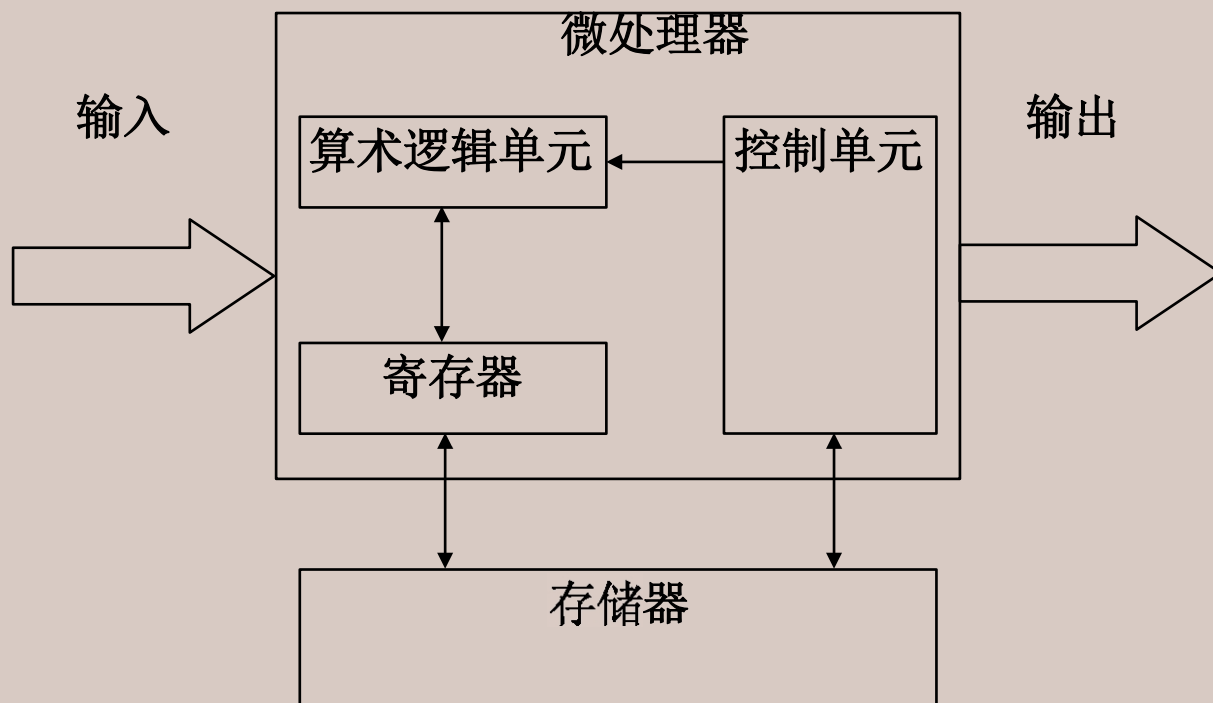 微处理器
输入
输出
算术逻辑单元
控制单元
寄存器
存储器